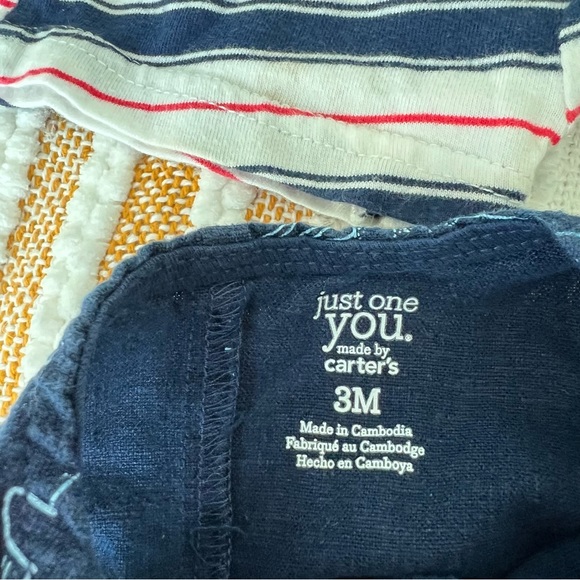 just one
you.
made by
carter's
3M
Made in Cambodia
Fabriqué au Cambodge
Hecho en Camboya